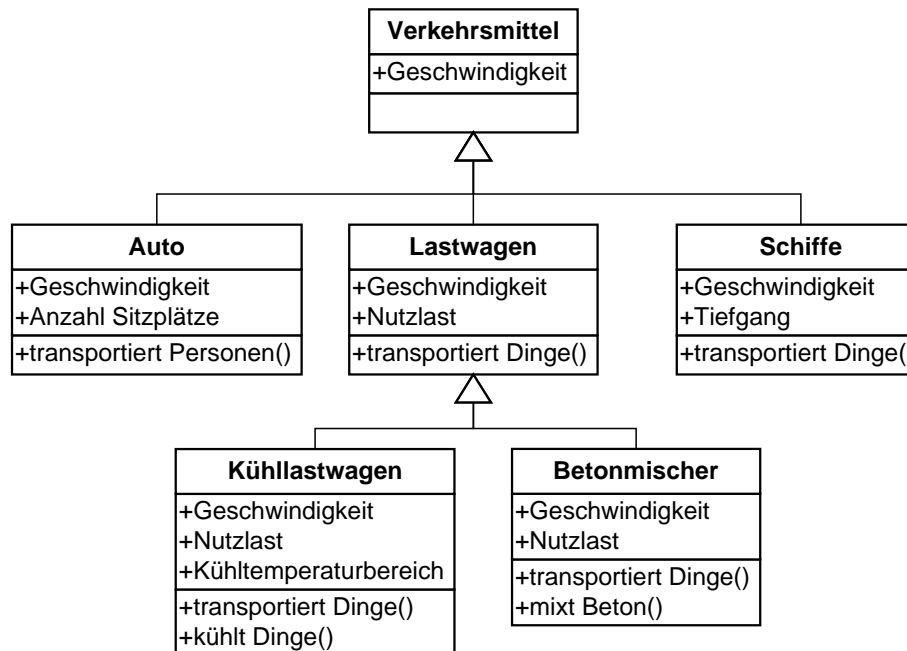 Verkehrsmittel
+Geschwindigkeit
Auto
+Geschwindigkeit
+Anzahl Sitzplätze
+transportiert Personen()
Lastwagen
+Geschwindigkeit
+Nutzlast
+transportiert Dinge()
Schiffe
+Geschwindigkeit
+Tiefgang
+transportiert Dinge(
Kühllastwagen
+Geschwindigkeit
+Nutzlast
+Kühltemperaturbereich
+transportiert Dinge()
+kühlt Dinge()
Betonmischer
+Geschwindigkeit
+Nutzlast
+transportiert Dinge()
+mixt Beton()